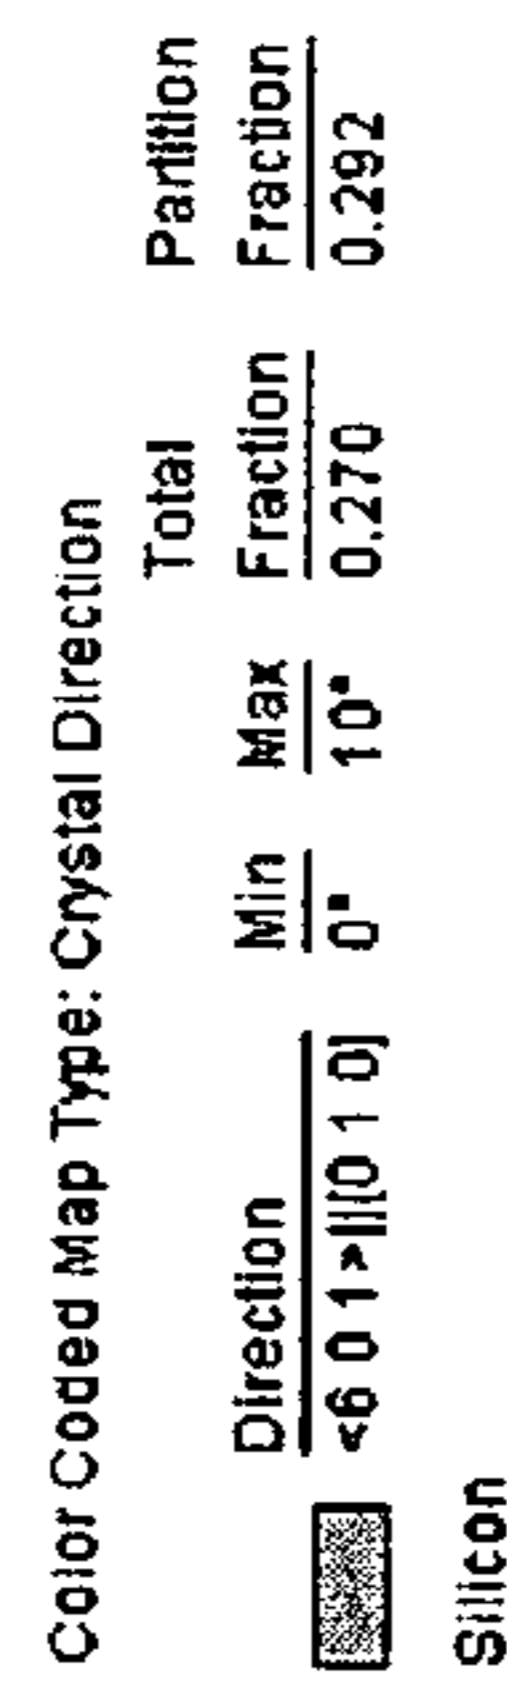 Color Coded Map Type: Crystal Direction
Total Partition
Direction Min Max Fraction Fraction
<6 0 1>||[0 1 0] 0° 10° 0.270 0.292
Silicon